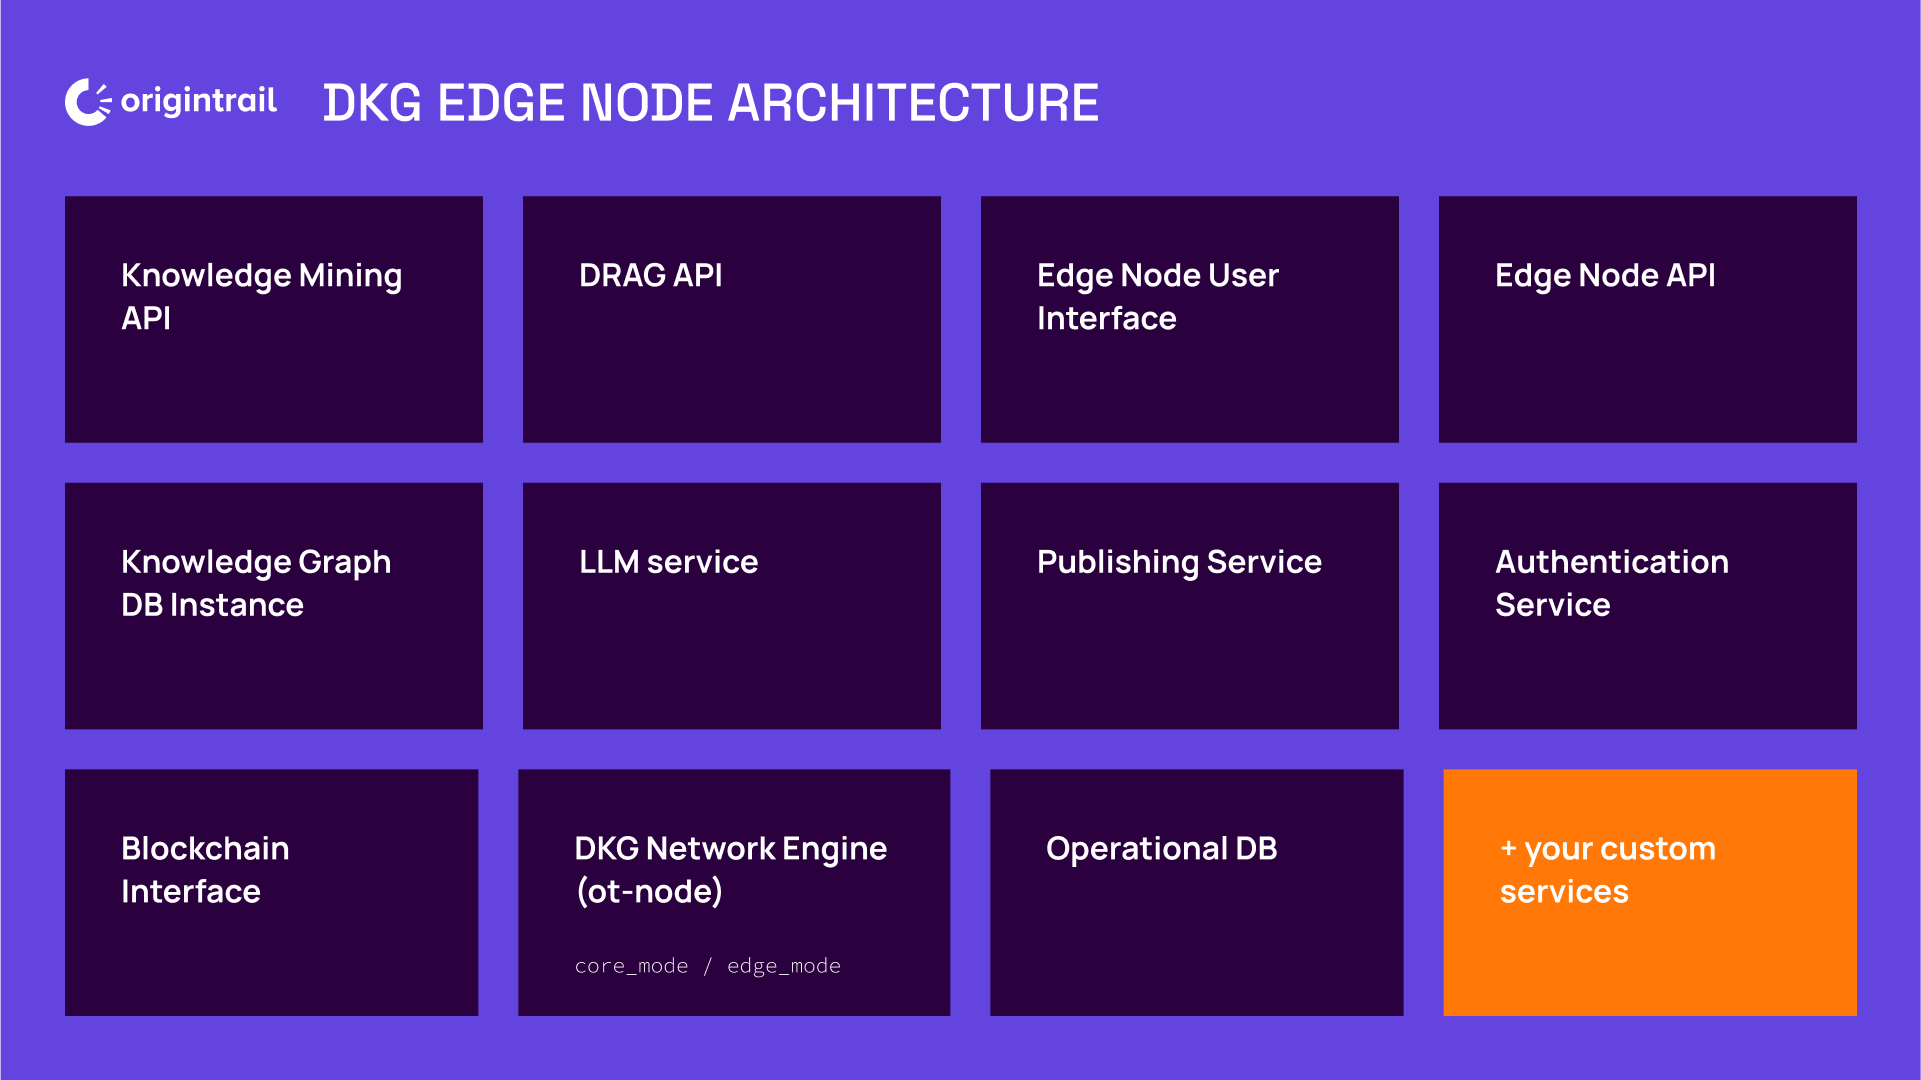 origintrail DKG EDGE NODE ARCHITECTURE
Knowledge Mining
API
DRAG API
Edge Node User
Interface
Edge Node API
Knowledge Graph
DB Instance
LLM service
Publishing Service
Authentication
Service
Blockchain
Interface
DKG Network Engine
(ot-node)
core_mode / edge_mode
Operational DB
+ your custom
services